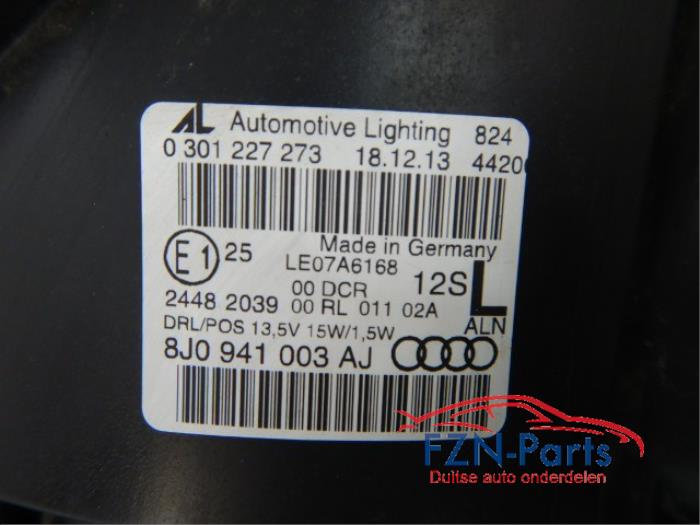 AL Automotive Lighting 824
0 301 227 273 18.12.13
Made in Germany
E1 25 LE07A6168 12S L
00 DCR
2448 2039 00 RL 011 02A
DRL/POS 13,5V 15W/1,5W ALN
8J0 941 003 AJ
FZN-Parts
Duitse auto onderdelen